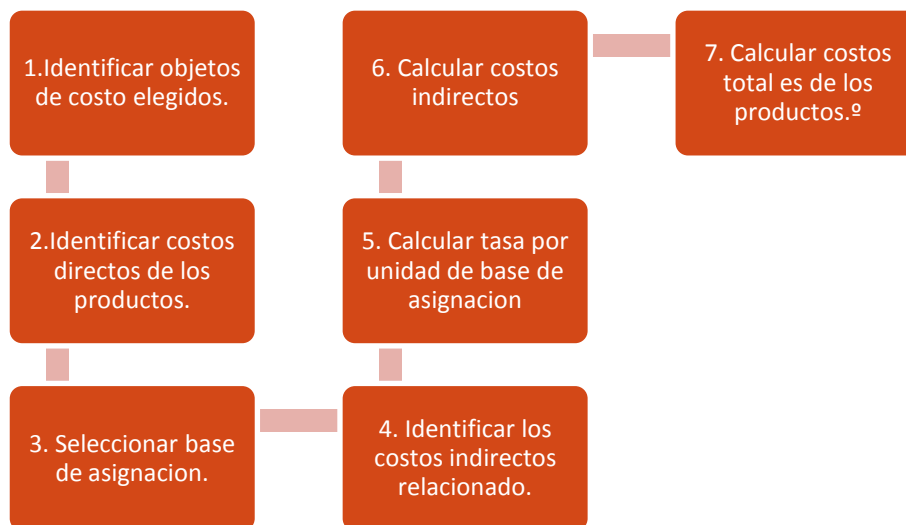 1.Identificar objetos
de costo elegidos.
2.Identificar costos
directos de los
productos.
3. Seleccionar base
de asignacion.
4. Identificar los
costos indirectos
relacionado.
5. Calcular tasa por
unidad de base de
asignacion
6. Calcular costos
indirectos
7. Calcular costos
total es de los
productos.º